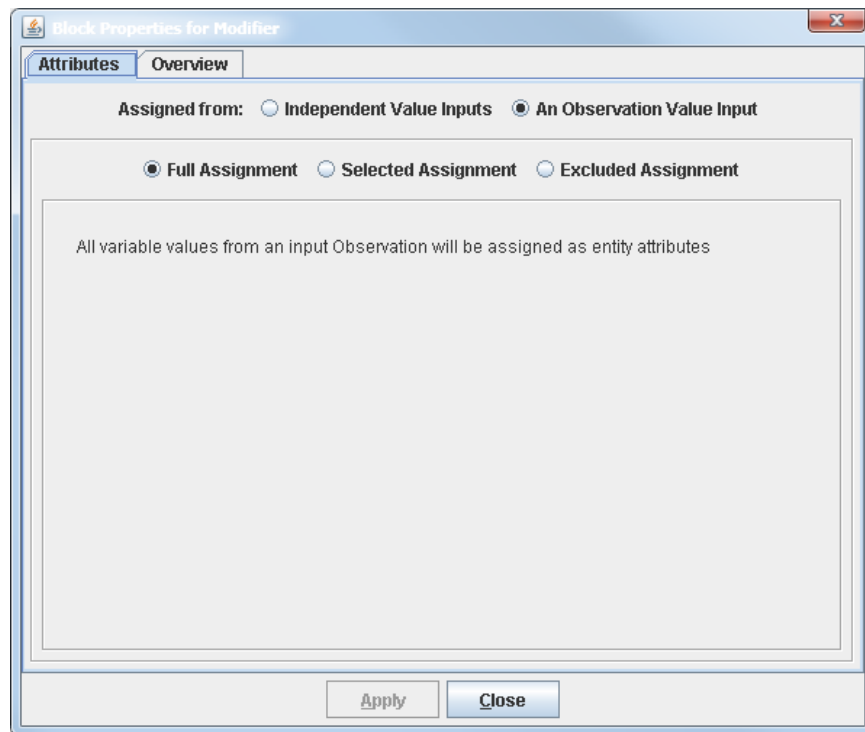 Block Properties for Modifier
Attributes Overview
Assigned from: Independent Value Inputs An Observation Value Input
Full Assignment Selected Assignment Excluded Assignment
All variable values from an input Observation will be assigned as entity attributes
Apply Close